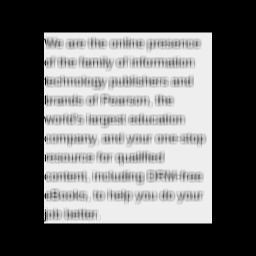 We are the online presence
of the family of information
technology publishers and
brands of Pearson, the
world's largest education
company, and your one-stop
resource for qualified
content, including DRM-free
eBooks, to help you do your
job better.